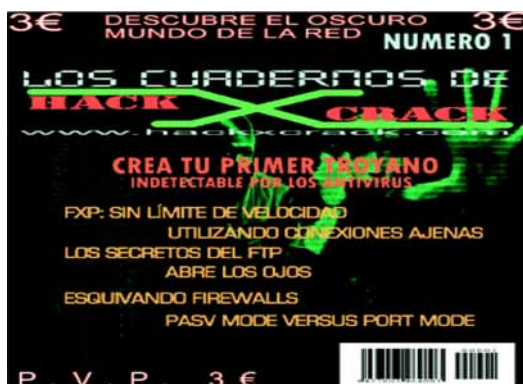 3€ DESCUBRE EL OSCURO 3€
MUNDO DE LA RED
NUMERO 1
LOS CUADERNOS DE
HACK X CRACK
www.hackxcrack.com
CREA TU PRIMER TROYANO
INDETECTABLE POR LOS ANTIVIRUS
FXP: SIN LÍMITE DE VELOCIDAD
UTILIZANDO CONEXIONES AJENAS
LOS SECRETOS DEL FTP
ABRE LOS OJOS
ESQUIVANDO FIREWALLS
PASV MODE VERSUS PORT MODE
P. V. P. 3 €